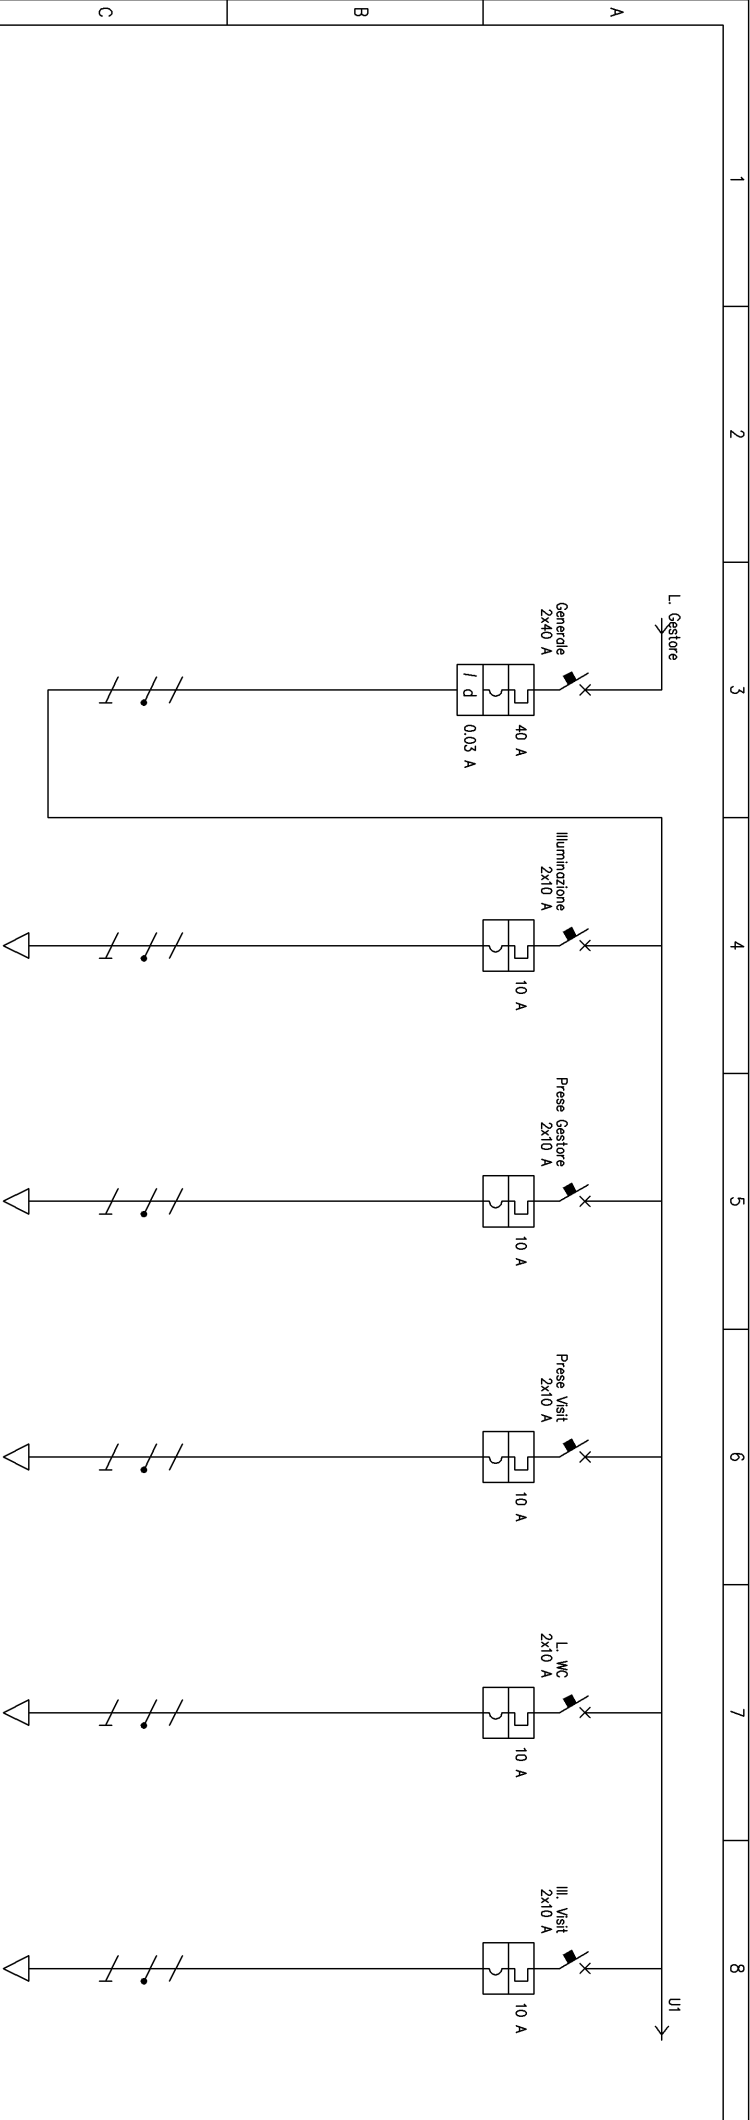 1
2
3
4
5
6
7
8
A
B
C
L. Gestore
Generale
2x40 A
40 A
I d
0.03 A
Illuminazione
2x10 A
10 A
Prese Gestore
2x10 A
10 A
Prese Visit
2x10 A
10 A
L. WC
2x10 A
10 A
Ill. Visit
2x10 A
10 A
U1